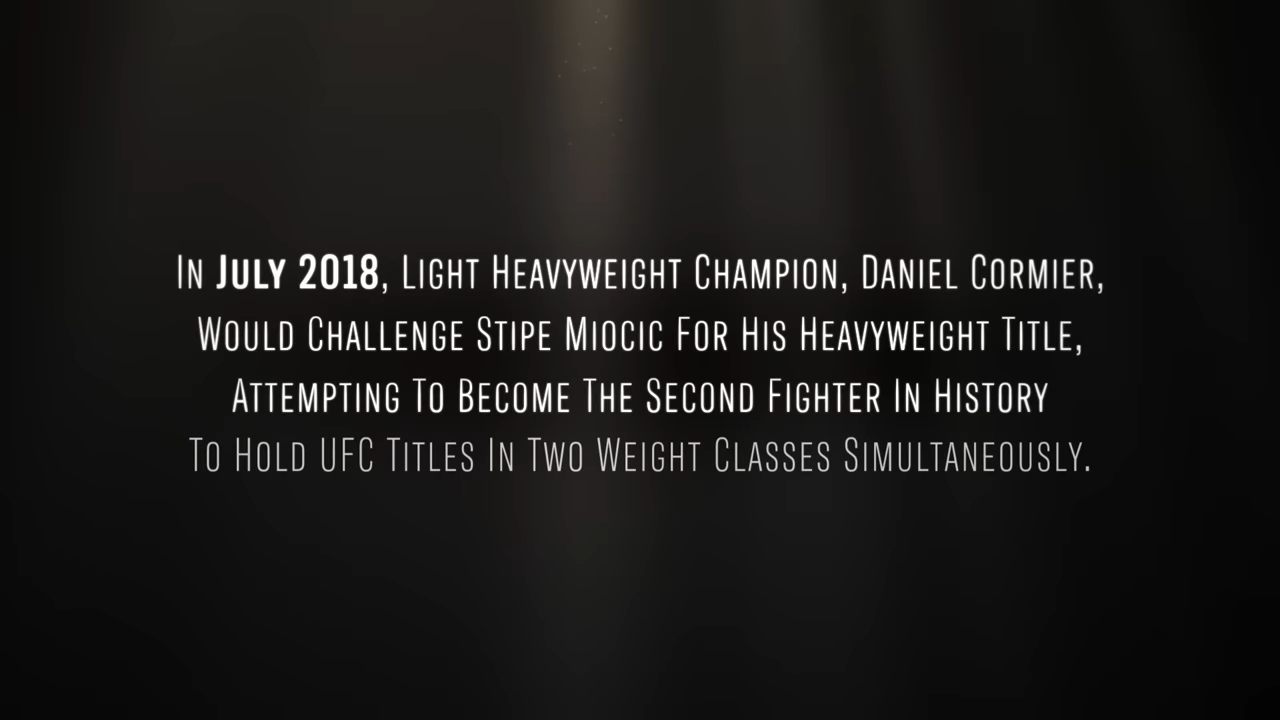 In July 2018, Light Heavyweight Champion, Daniel Cormier,
Would Challenge Stipe Miocic For His Heavyweight Title,
Attempting To Become The Second Fighter In History
To Hold UFC Titles In Two Weight Classes Simultaneously.